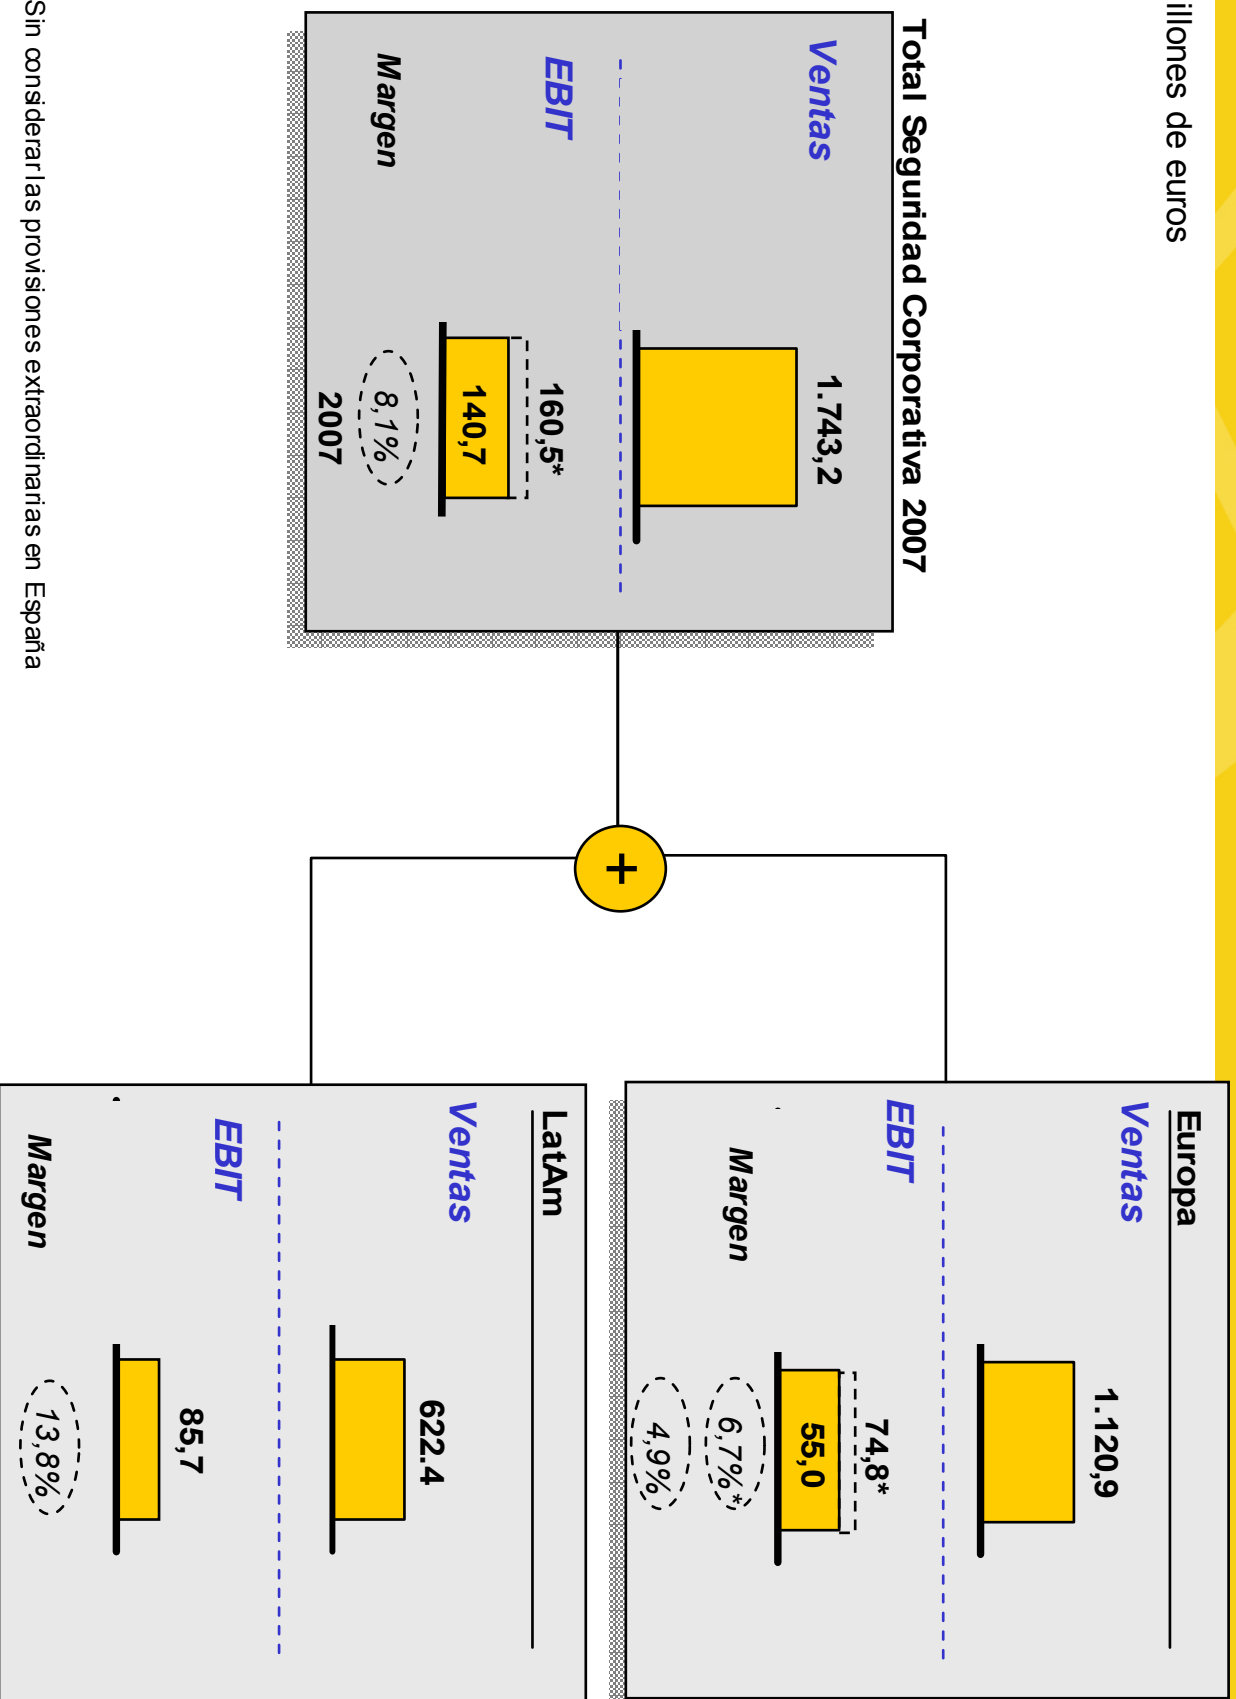 illones de euros
Total Seguridad Corporativa 2007
Ventas
1.743,2
EBIT
160,5*
140,7
Margen
8,1%
2007
+
Europa
Ventas
1.120,9
EBIT
74,8*
55,0
Margen
6,7%*
4,9%
LatAm
Ventas
622.4
EBIT
85,7
Margen
13,8%
Sin considerar las provisiones extraordinarias en España